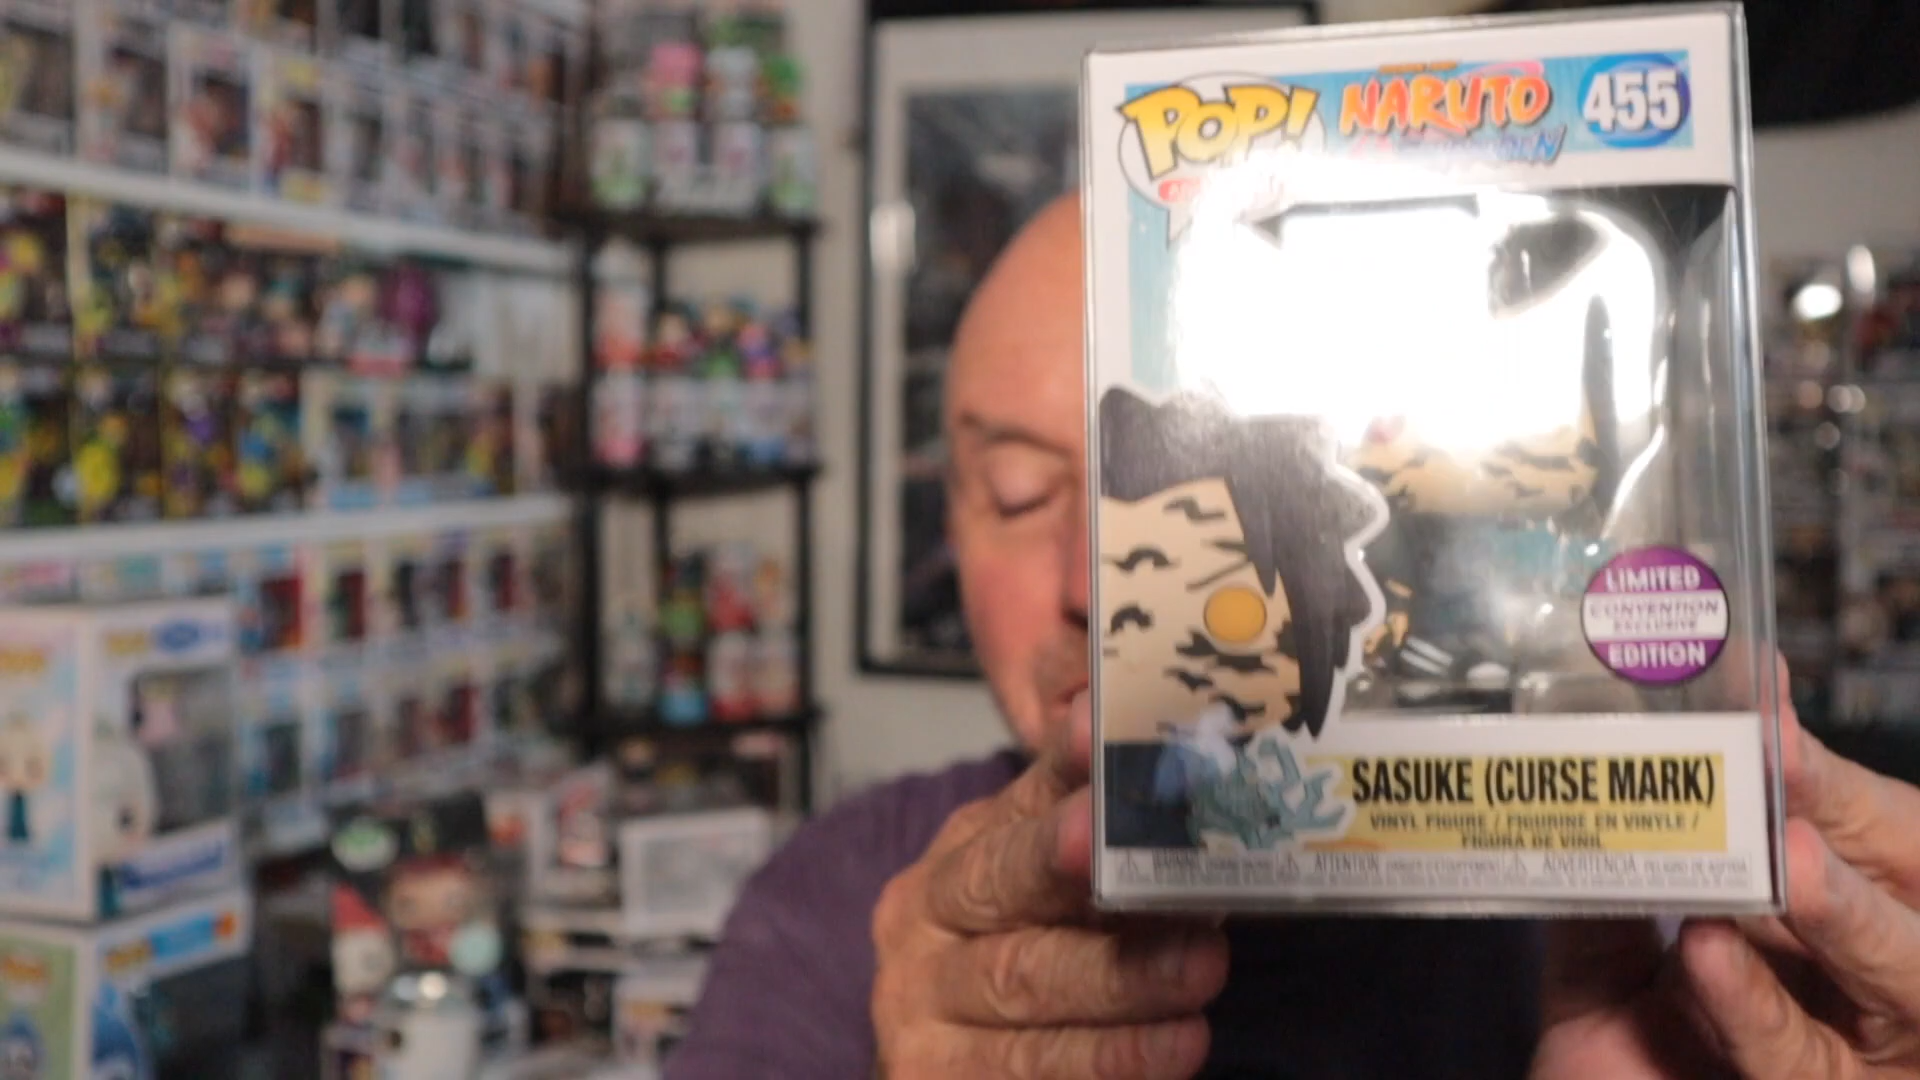 POP!
NARUTO
SHIPPUDEN
455
LIMITED
CONVENTION
EXCLUSIVE
EDITION
SASUKE (CURSE MARK)
VINYL FIGURE / FIGURINE EN VINYLE /
FIGURA DE VINIL
WARNING ATTENTION ADVERTENCIA